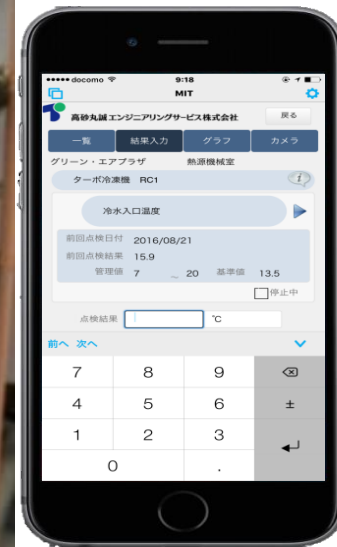 docomo 9:18
MIT
高砂丸誠エンジニアリングサービス株式会社 戻る
一覧 結果入力 グラフ カメラ
グリーン・エアプラザ 熱源機械室
ターボ冷凍機 RC1
冷水入口温度
前回点検日付 2016/08/21
前回点検結果 15.9
管理値 7 ~ 20 基準値 13.5
停止中
点検結果 ℃
前へ 次へ
7 8 9
4 5 6 ±
1 2 3
0 .